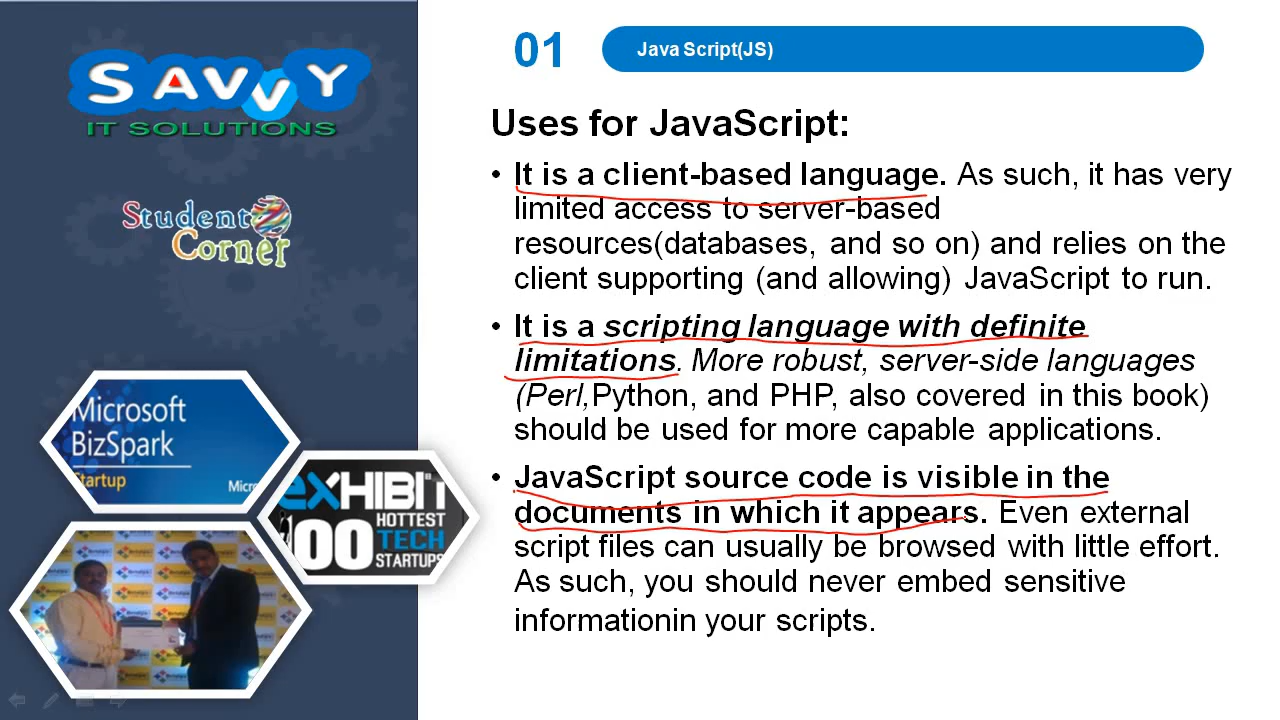 SAVVY
IT SOLUTIONS
Student
Corner
Microsoft
BizSpark
Startup
Micros
EXHIBIT
100
HOTTEST
TECH
STARTUPS
01
Java Script(JS)
Uses for JavaScript:
• It is a client-based language. As such, it has very
limited access to server-based
resources(databases, and so on) and relies on the
client supporting (and allowing) JavaScript to run.
• It is a scripting language with definite
limitations. More robust, server-side languages
(Perl,Python, and PHP, also covered in this book)
should be used for more capable applications.
• JavaScript source code is visible in the
documents in which it appears. Even external
script files can usually be browsed with little effort.
As such, you should never embed sensitive
informationin your scripts.